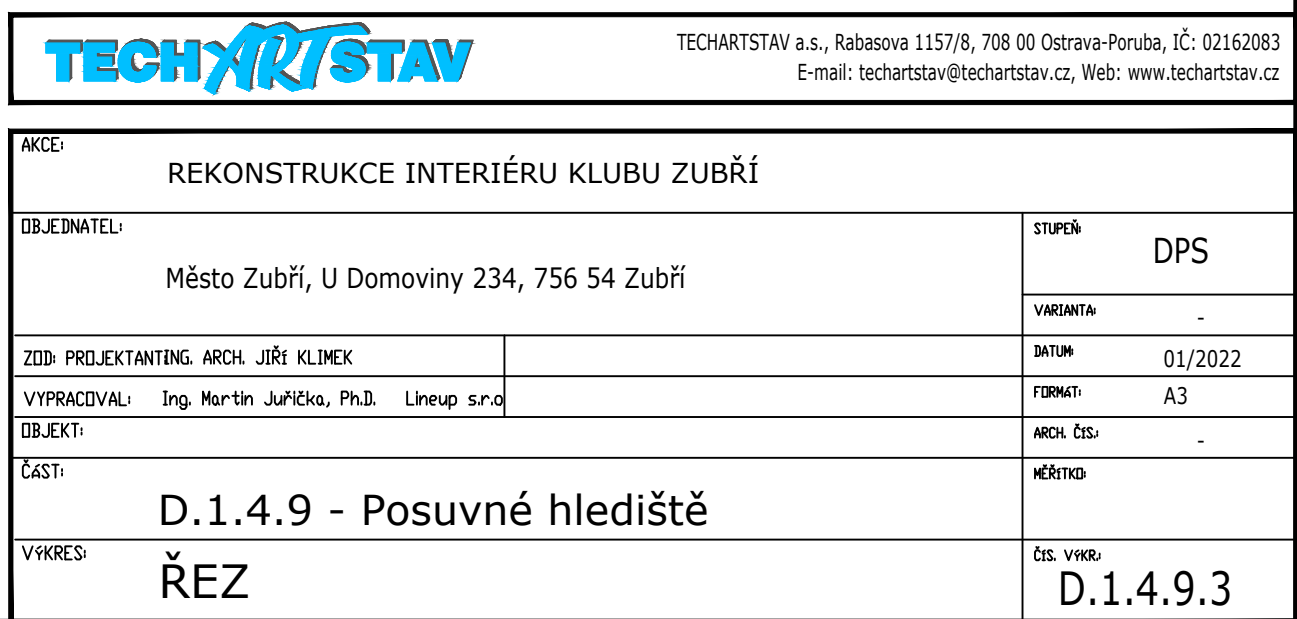 TECHARTSTAV
TECHARTSTAV a.s., Rabasova 1157/8, 708 00 Ostrava-Poruba, IČ: 02162083
E-mail: techartstav@techartstav.cz, Web: www.techartstav.cz
AKCE:
REKONSTRUKCE INTERIÉRU KLUBU ZUBŘÍ
OBJEDNATEL:
Město Zubří, U Domoviny 234, 756 54 Zubří
STUPEŇ:
DPS
VARIANTA:
-
ZOD: PROJEKTANTING. ARCH. JIŘÍ KLIMEK
DATUM:
01/2022
VYPRACOVAL: Ing. Martin Juřička, Ph.D. Lineup s.r.o
FORMÁT:
A3
OBJEKT:
ARCH. ČÍS.:
-
ČÁST:
D.1.4.9 - Posuvné hlediště
MĚŘÍTKO:
VÝKRES:
ŘEZ
ČÍS. VÝKR.:
D.1.4.9.3